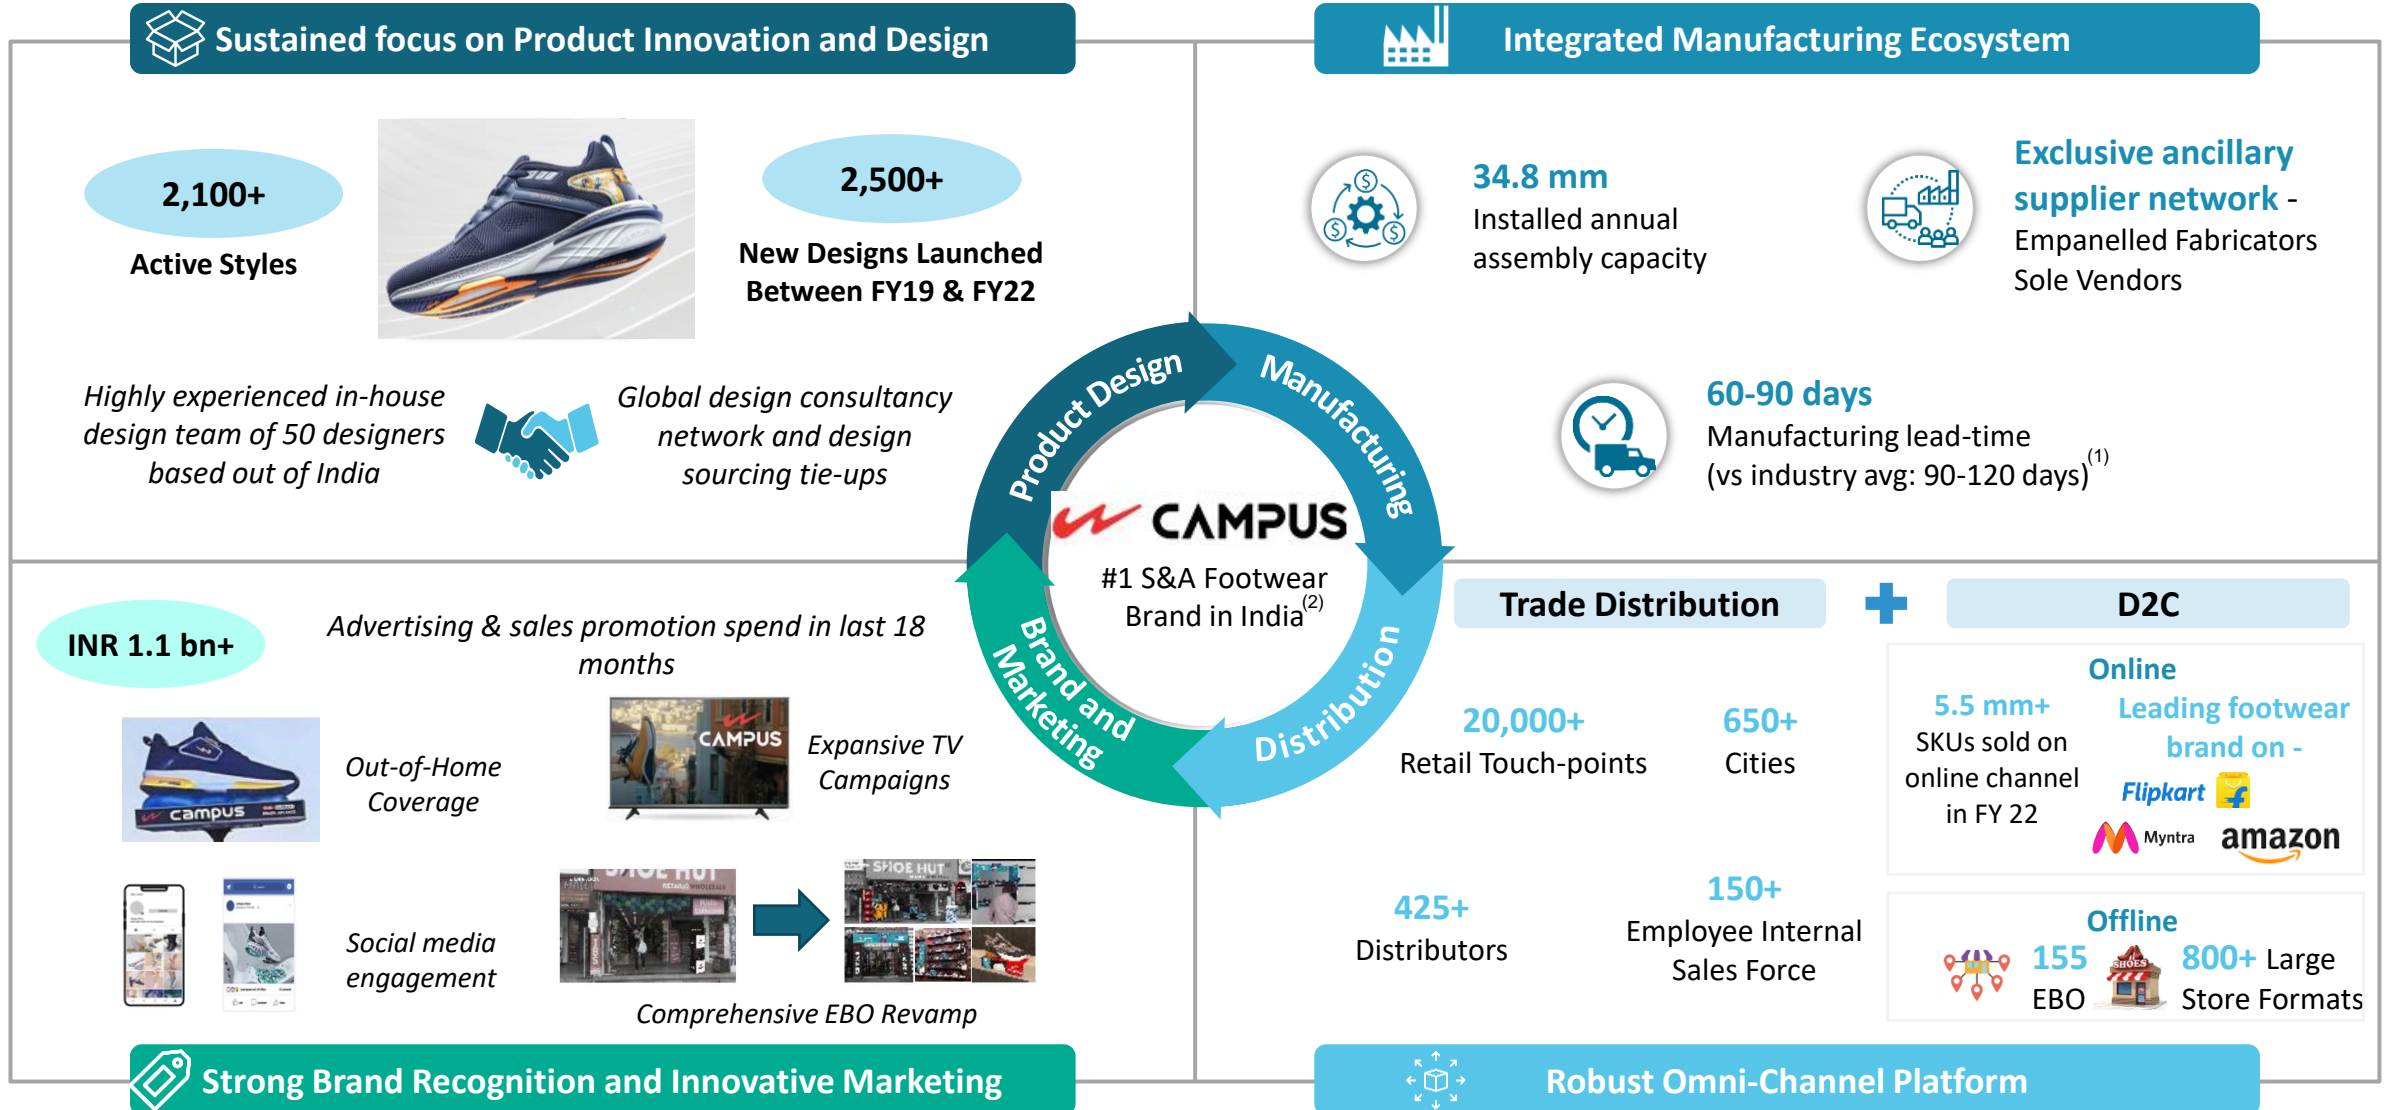 Sustained focus on Product Innovation and Design
2,100+
Active Styles
2,500+
New Designs Launched
Between FY19 & FY22
Highly experienced in-house
design team of 50 designers
based out of India
Global design consultancy
network and design
sourcing tie-ups
Integrated Manufacturing Ecosystem
34.8 mm
Installed annual
assembly capacity
Exclusive ancillary
supplier network -
Empanelled Fabricators
Sole Vendors
60-90 days
Manufacturing lead-time
(vs industry avg: 90-120 days)(1)
Product Design
Manufacturing
Distribution
Brand and
Marketing
CAMPUS
#1 S&A Footwear
Brand in India(2)
INR 1.1 bn+
Advertising & sales promotion spend in last 18
months
campus
Out-of-Home
Coverage
CAMPUS
Expansive TV
Campaigns
Social media
engagement
SHOE HUT
SHOE HUT
Comprehensive EBO Revamp
Strong Brand Recognition and Innovative Marketing
Trade Distribution
20,000+
Retail Touch-points
650+
Cities
425+
Distributors
150+
Employee Internal
Sales Force
D2C
Online
5.5 mm+
SKUs sold on
online channel
in FY 22
Leading footwear
brand on -
Flipkart
Myntra
amazon
Offline
155
EBO
SHOES
800+ Large
Store Formats
Robust Omni-Channel Platform